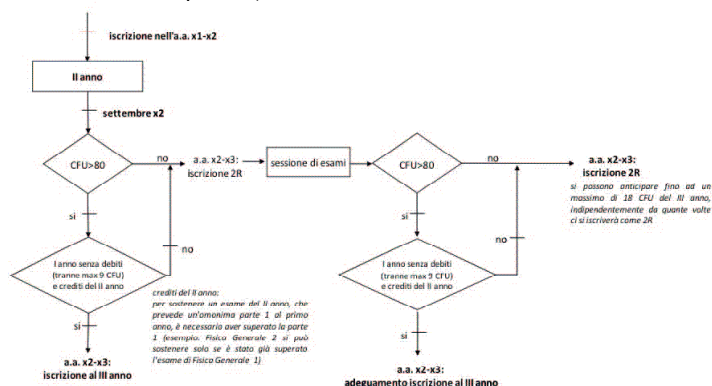 iscrizione nell'a.a. x1-x2
II anno
settembre x2
CFU>80
no
a.a. x2-x3:
iscrizione 2R
sessione di esami
CFU>80
no
a.a. x2-x3:
iscrizione 2R
si possono anticipare fino ad un
massimo di 18 CFU del III anno,
indipendentemente da quante volte
ci si iscriverà come 2R
si
si
no
no
I anno senza debiti
(tranne max 9 CFU)
e crediti del II anno
I anno senza debiti
(tranne max 9 CFU)
e crediti del II anno
crediti del II anno:
per sostenere un esame del II anno, che
prevede un'omonima parte 1 al primo
anno, è necessario aver superato la parte
1 (esempio: Fisica Generale 2 si può
sostenere solo se è stato già superato
l'esame di Fisica Generale 1)
si
si
a.a. x2-x3:
iscrizione al III anno
a.a. x2-x3:
adeguamento iscrizione al III anno